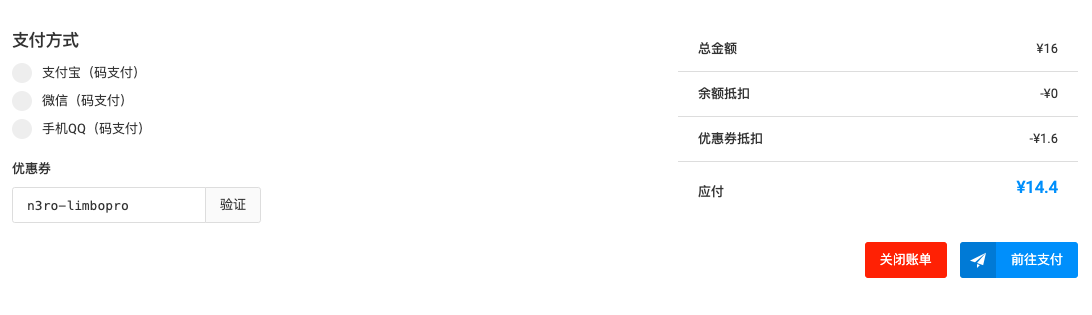 支付方式
支付宝（码支付）
微信（码支付）
手机QQ（码支付）
优惠券
n3ro-limbopro 验证
总金额 ¥16
余额抵扣 -¥0
优惠券抵扣 -¥1.6
应付 ¥14.4
关闭账单 前往支付